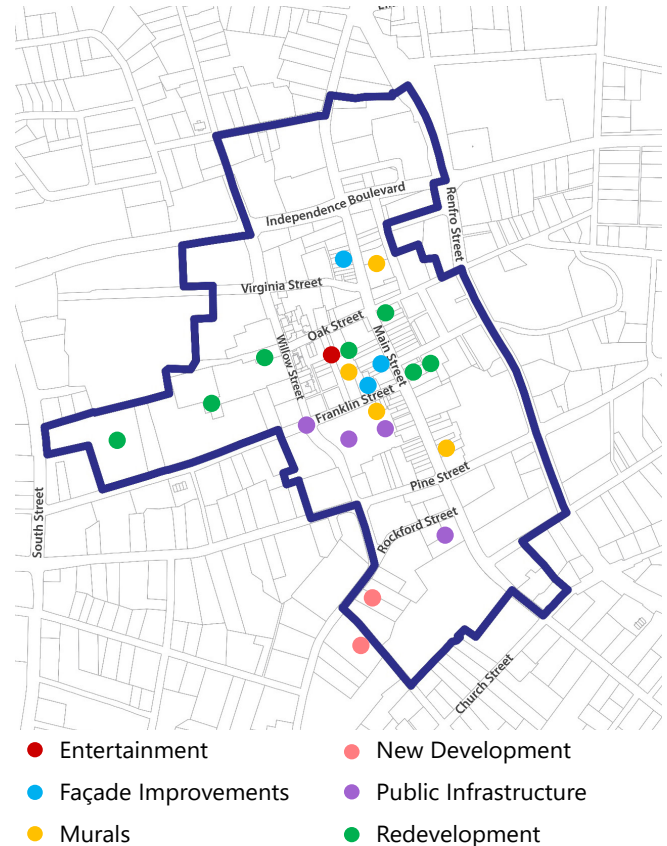 Independence Boulevard
Renfro Street
Virginia Street
Oak Street
Main Street
Willow Street
Franklin Street
Pine Street
South Street
Rockford Street
Church Street
Entertainment
New Development
Façade Improvements
Public Infrastructure
Murals
Redevelopment